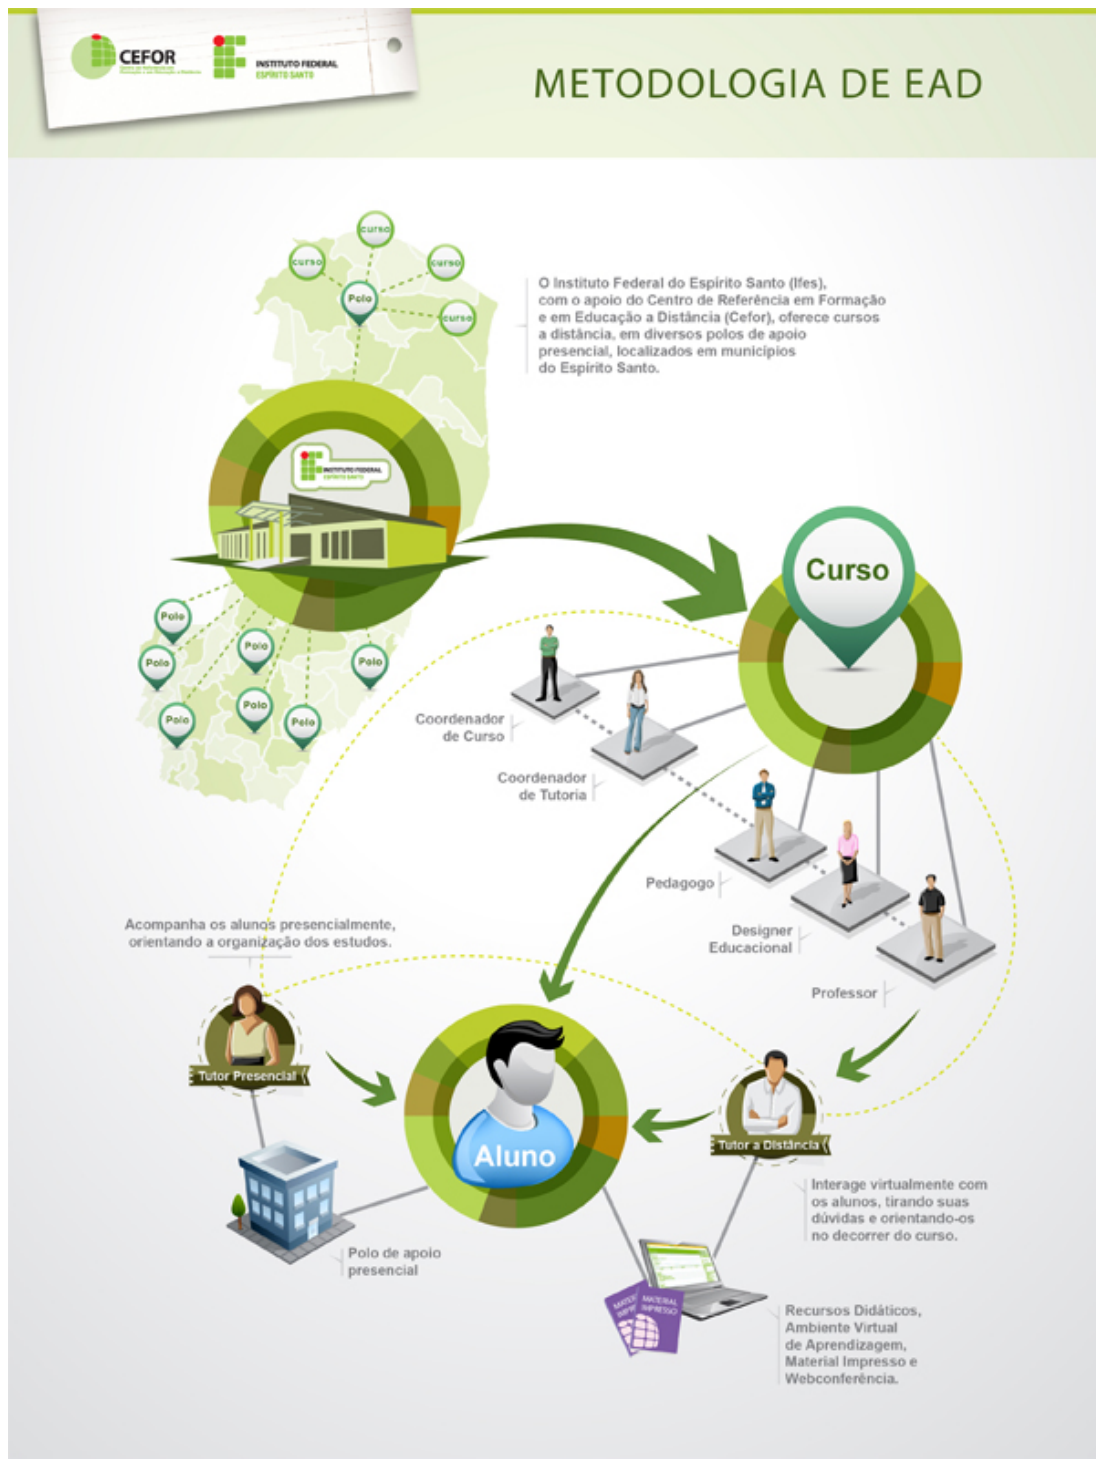 CEFOR
INSTITUTO FEDERAL
ESPÍRITO SANTO
METODOLOGIA DE EAD
curso
curso
curso
Polo
curso
O Instituto Federal do Espírito Santo (Ifes),
com o apoio do Centro de Referência em Formação
e em Educação a Distância (Cefor), oferece cursos
a distância, em diversos polos de apoio
presencial, localizados em municípios
do Espírito Santo.
INSTITUTO FEDERAL
ESPÍRITO SANTO
Curso
Polo
Polo
Polo
Polo
Polo
Polo
Polo
Coordenador
de Curso
Coordenador
de Tutoria
Pedagogo
Designer
Educacional
Professor
Acompanha os alunos presencialmente,
orientando a organização dos estudos.
Tutor Presencial
Aluno
Tutor a Distância
Interage virtualmente com
os alunos, tirando suas
dúvidas e orientando-os
no decorrer do curso.
Polo de apoio
presencial
MATERIAL
IMPRESSO
Recursos Didáticos,
Ambiente Virtual
de Aprendizagem,
Material Impresso e
Webconferência.